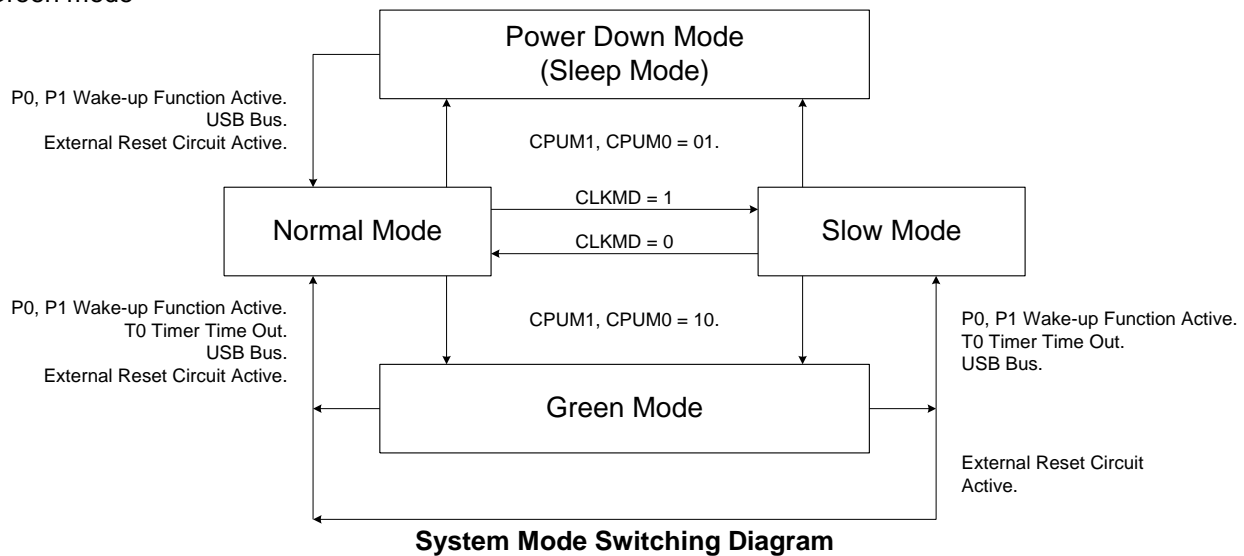 Green mode
Power Down Mode
(Sleep Mode)
P0, P1 Wake-up Function Active.
USB Bus.
External Reset Circuit Active.
CPUM1, CPUM0 = 01.
CLKMD = 1
Normal Mode
Slow Mode
CLKMD = 0
P0, P1 Wake-up Function Active.
T0 Timer Time Out.
USB Bus.
External Reset Circuit Active.
CPUM1, CPUM0 = 10.
P0, P1 Wake-up Function Active.
T0 Timer Time Out.
USB Bus.
Green Mode
External Reset Circuit
Active.
System Mode Switching Diagram